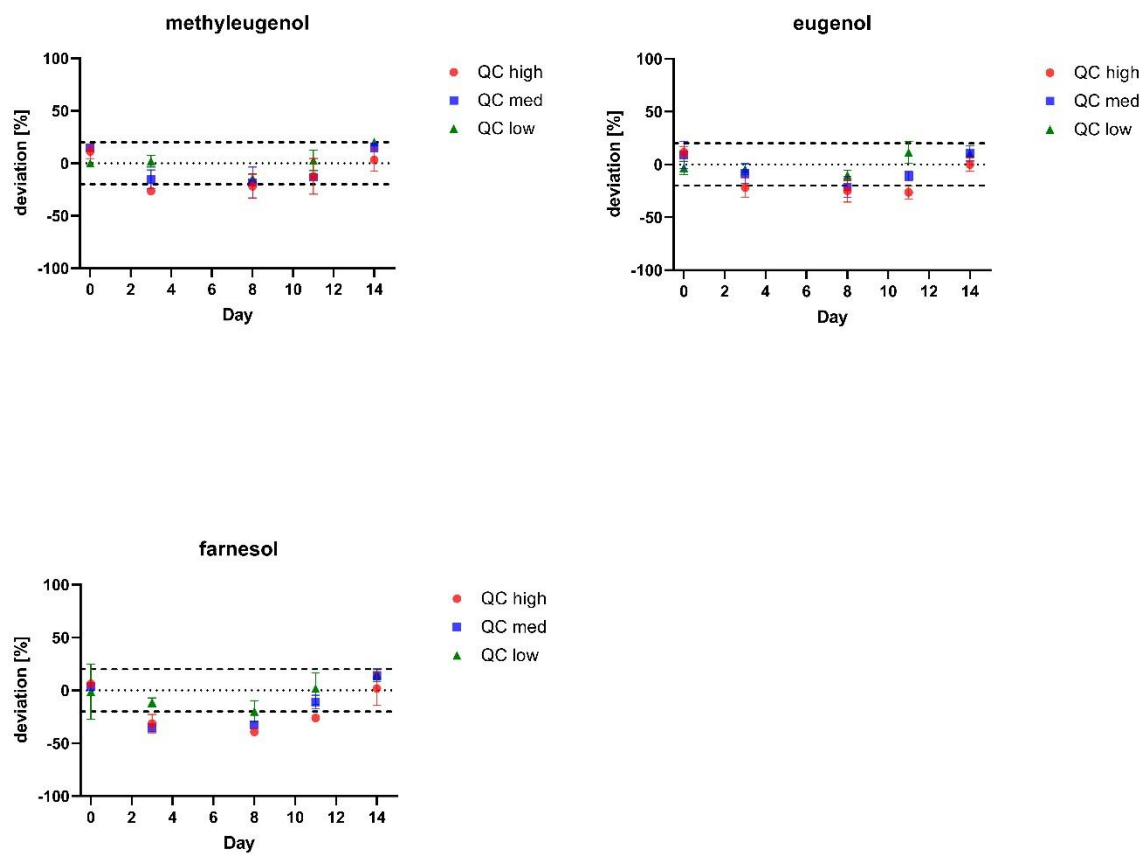 methyleugenol
100
50
0
-50
-100
deviation [%]
0 2 4 6 8 10 12 14
Day
QC high
QC med
QC low
eugenol
100
50
0
-50
-100
deviation [%]
0 2 4 6 8 10 12 14
Day
QC high
QC med
QC low
farnesol
100
50
0
-50
-100
deviation [%]
0 2 4 6 8 10 12 14
Day
QC high
QC med
QC low